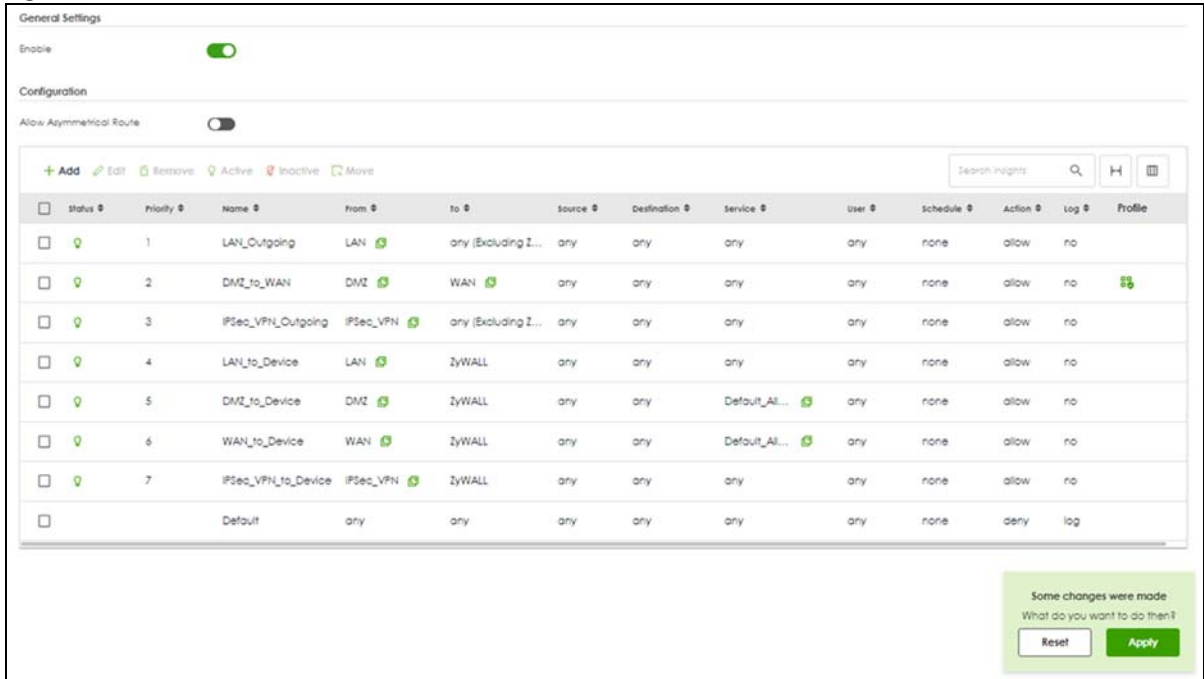 General Settings
Enable
Configuration
Allow Asymmetrical Route
Add Edit Remove Active Inactive Move Search insights
Status Priority Name From To Source Destination Service User Schedule Action Log Profile
1 LAN_Outgoing LAN any (Excluding Z... any any any any none allow no
2 DMZ_to_WAN DMZ WAN any any any any none allow no
3 IPSec_VPN_Outgoing IPSec_VPN any (Excluding Z... any any any any none allow no
4 LAN_to_Device LAN ZyWALL any any any any none allow no
5 DMZ_to_Device DMZ ZyWALL any any Default_All... any none allow no
6 WAN_to_Device WAN ZyWALL any any Default_All... any none allow no
7 IPSec_VPN_to_Device IPSec_VPN ZyWALL any any any any none allow no
Default any any any any any any none deny log
Some changes were made
What do you want to do then?
Reset Apply